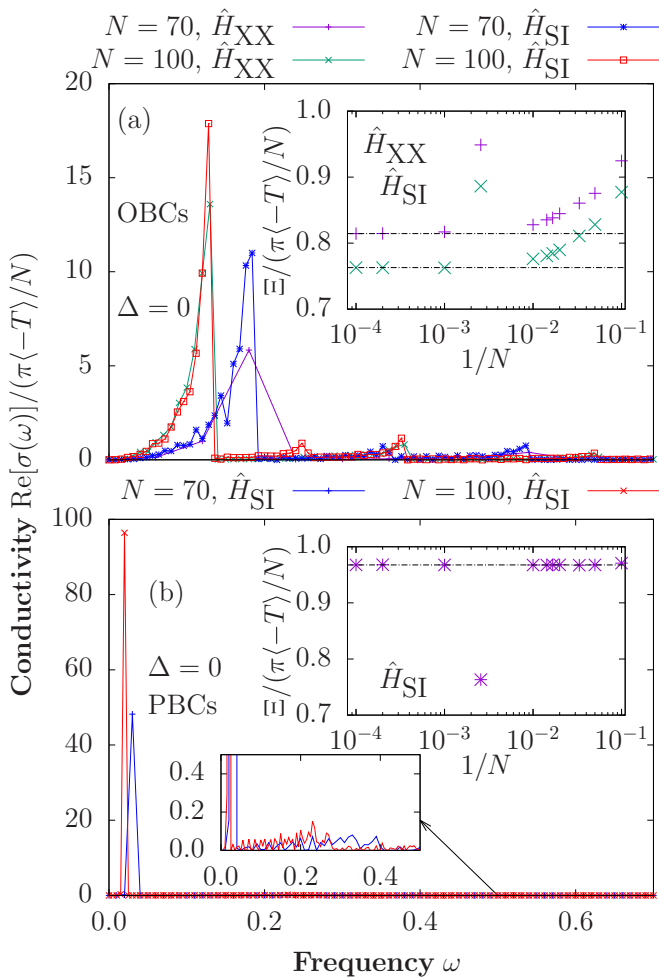 N = 70, Ĥ_XX N = 70, Ĥ_SI
N = 100, Ĥ_XX N = 100, Ĥ_SI
20
15
10
5
0
(a)
OBCs
Δ = 0
Ξ/(π⟨−T⟩/N)
1.0
0.9
0.8
0.7
Ĥ_XX
Ĥ_SI
10⁻⁴ 10⁻³ 10⁻² 10⁻¹
1/N
Conductivity Re[σ(ω)]/(π⟨−T⟩/N)
N = 70, Ĥ_SI N = 100, Ĥ_SI
100
80
60
40
20
0
(b)
Δ = 0
PBCs
Ξ/(π⟨−T⟩/N)
1.0
0.9
0.8
0.7
Ĥ_SI
10⁻⁴ 10⁻³ 10⁻² 10⁻¹
1/N
0.4
0.2
0.0
0.0 0.2 0.4
0.0 0.2 0.4 0.6
Frequency ω